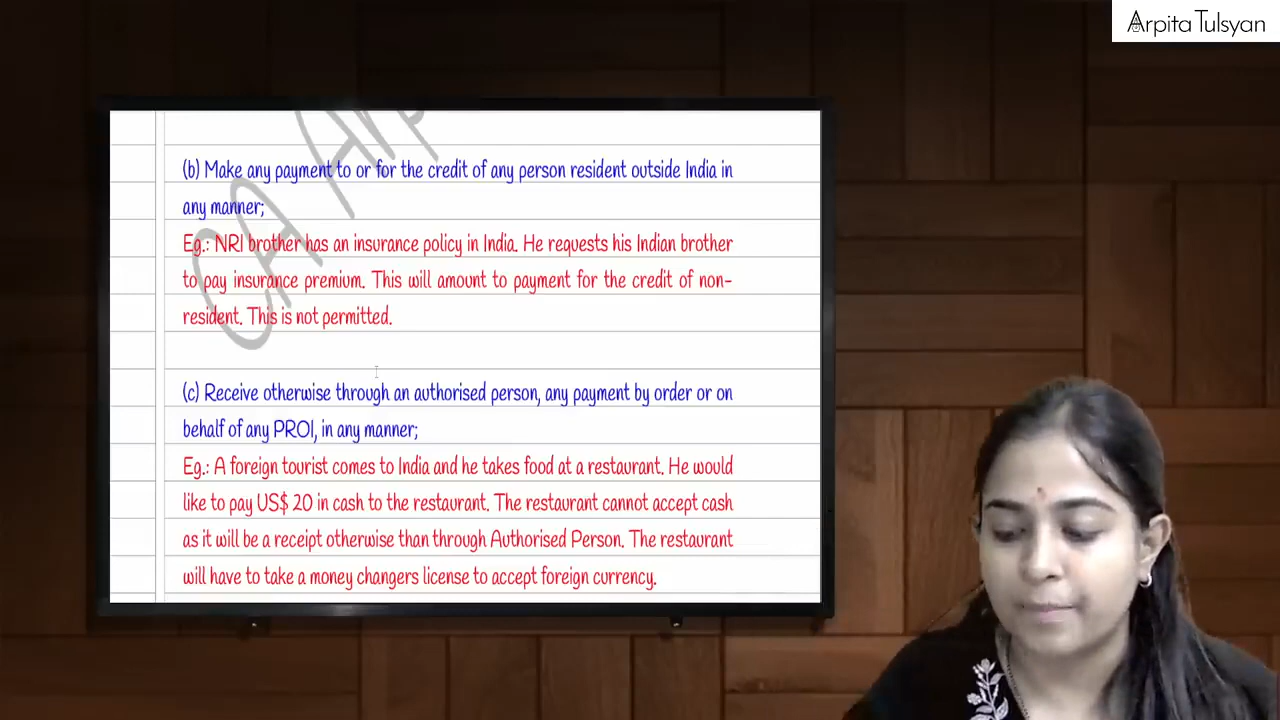 Arpita Tulsyan
CA Arp
(b) Make any payment to or for the credit of any person resident outside India in
any manner;
Eg.: NRI brother has an insurance policy in India. He requests his Indian brother
to pay insurance premium. This will amount to payment for the credit of non-
resident. This is not permitted.
(c) Receive otherwise through an authorised person, any payment by order or on
behalf of any PROI, in any manner;
Eg.: A foreign tourist comes to India and he takes food at a restaurant. He would
like to pay US$ 20 in cash to the restaurant. The restaurant cannot accept cash
as it will be a receipt otherwise than through Authorised Person. The restaurant
will have to take a money changers license to accept foreign currency.